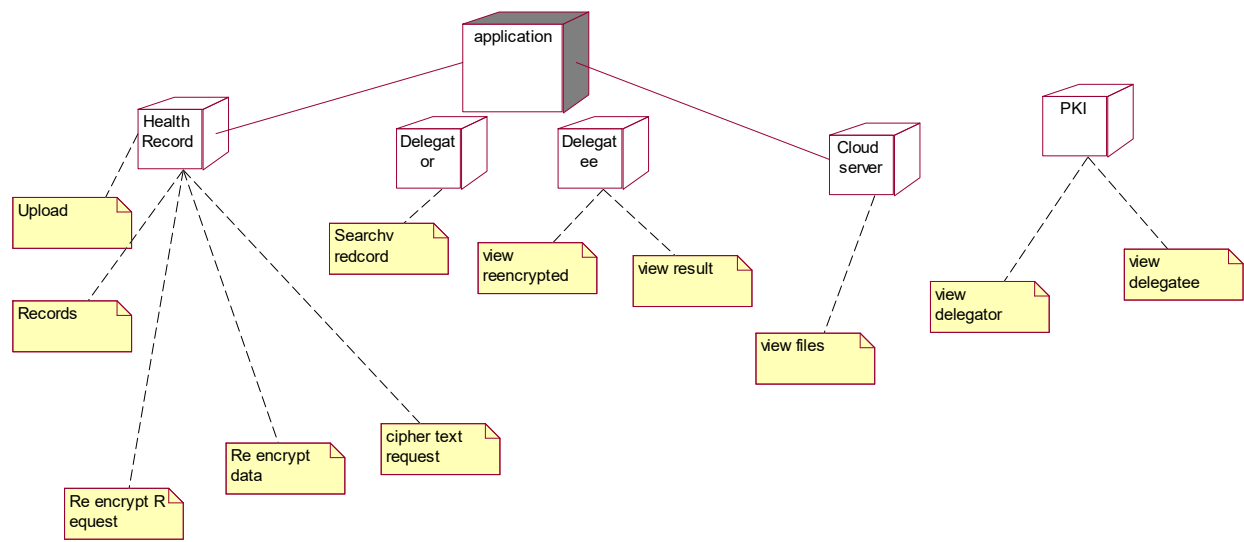 application
Health
Record
Delegat
or
Delegat
ee
Cloud
server
PKI
Upload
Searchv
redcord
view
reencrypted
view result
view
delegatee
view
delegator
Records
view files
cipher text
request
Re encrypt
data
Re encrypt R
equest